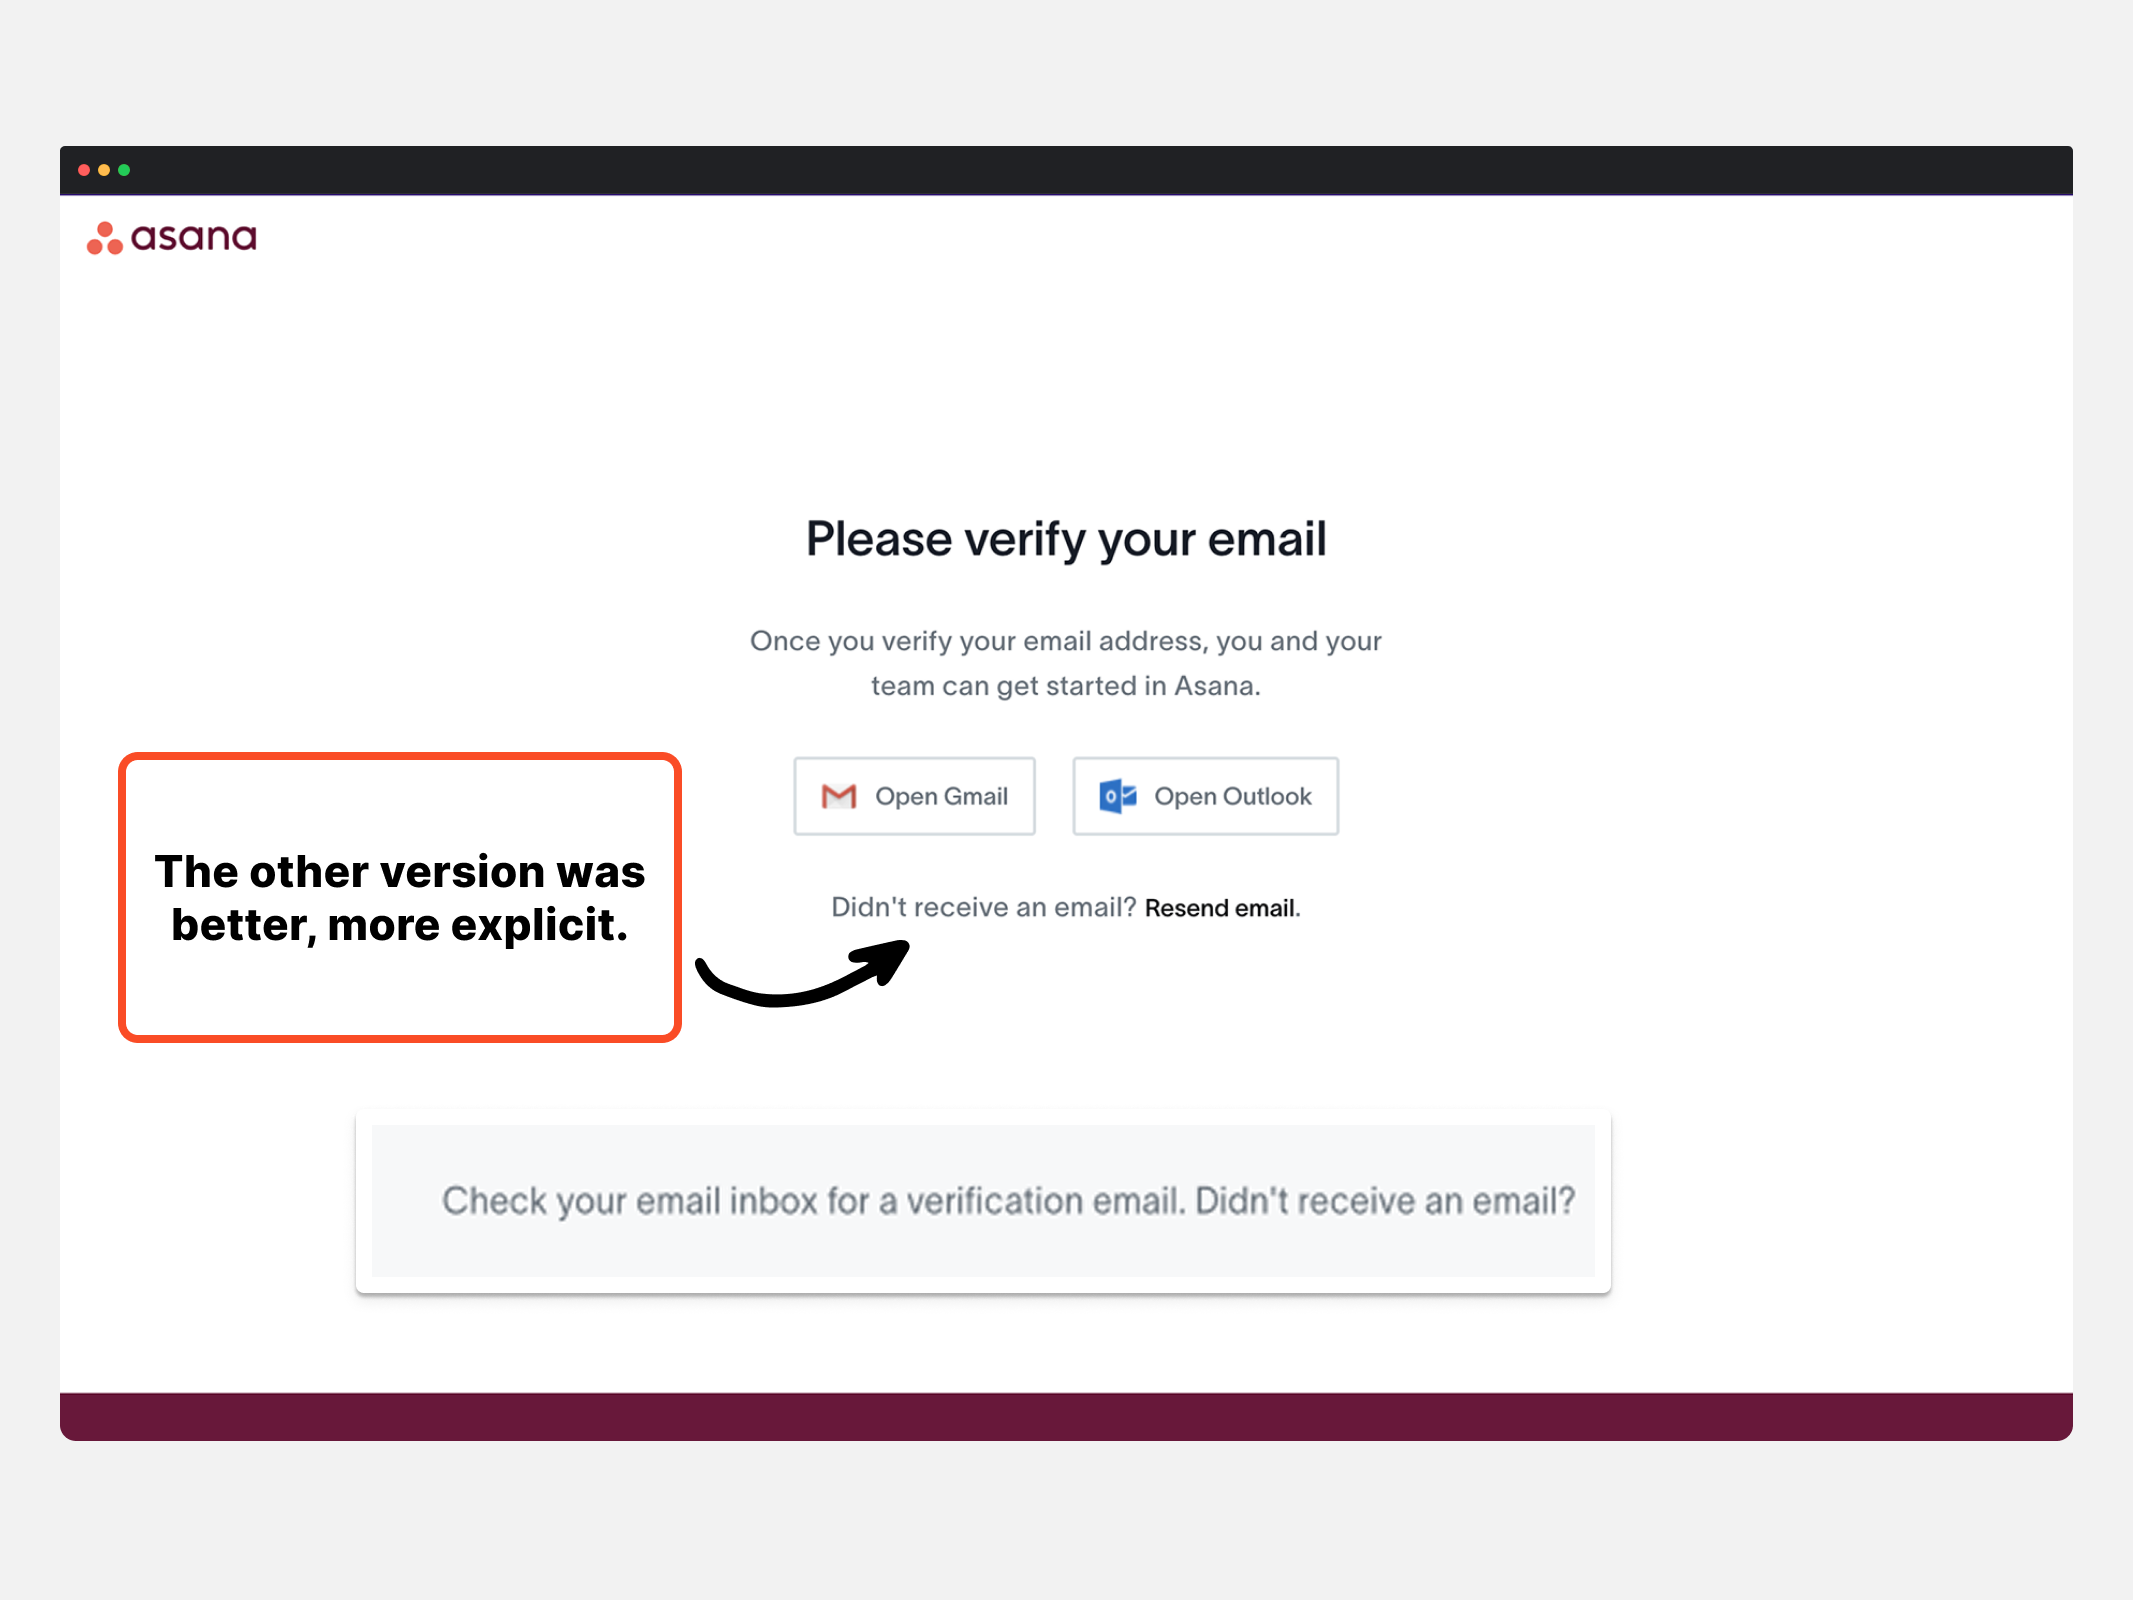 asana
Please verify your email
Once you verify your email address, you and your
team can get started in Asana.
Open Gmail
Open Outlook
The other version was
better, more explicit.
Didn't receive an email? Resend email.
Check your email inbox for a verification email. Didn't receive an email?